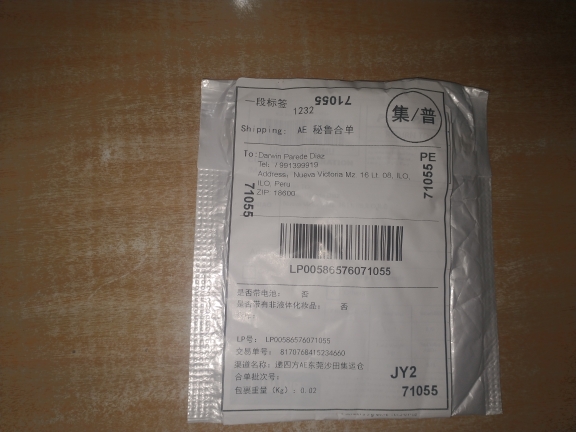 一段标签 1232
71055
集/普
Shipping: AE 秘鲁合单
To: Darwin Parede Diaz
Tel: / 991399919
Address: Nueva Victoria Mz. 16 Lt. 08, ILO,
ILO, Peru
ZIP: 18600
PE
71055
71055
LP00586576071055
是否带电池: 否
是否带有非液体化妆品: 否
LP号: LP00586576071055
交易单号: 8170768415234660
渠道名称: 递四方AE东莞沙田集运仓
合单批次号:
包裹重量(Kg): 0.02
JY2
71055